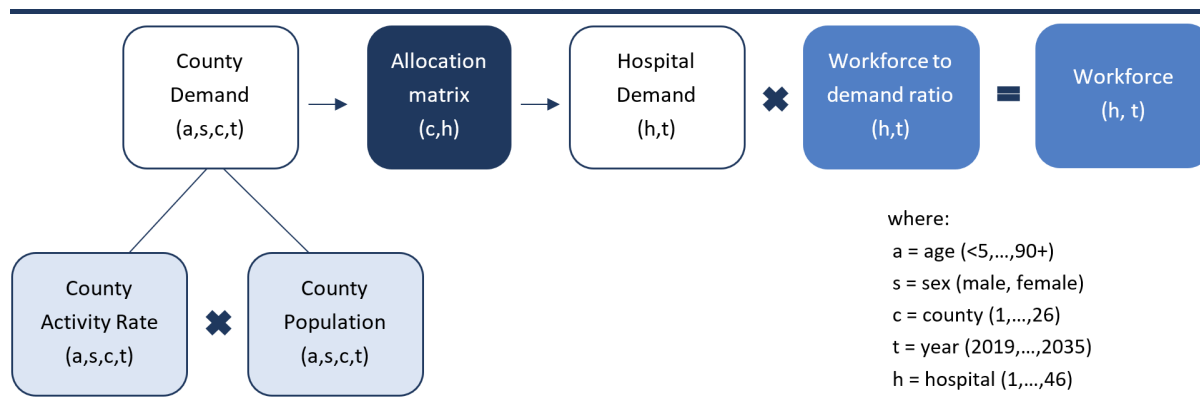 County
Demand
(a,s,c,t)
Allocation
matrix
(c,h)
Hospital
Demand
(h,t)
Workforce to
demand ratio
(h,t)
Workforce
(h, t)
County
Activity Rate
(a,s,c,t)
County
Population
(a,s,c,t)
where:
a = age (<5,...,90+)
s = sex (male, female)
c = county (1,...,26)
t = year (2019,...,2035)
h = hospital (1,...,46)